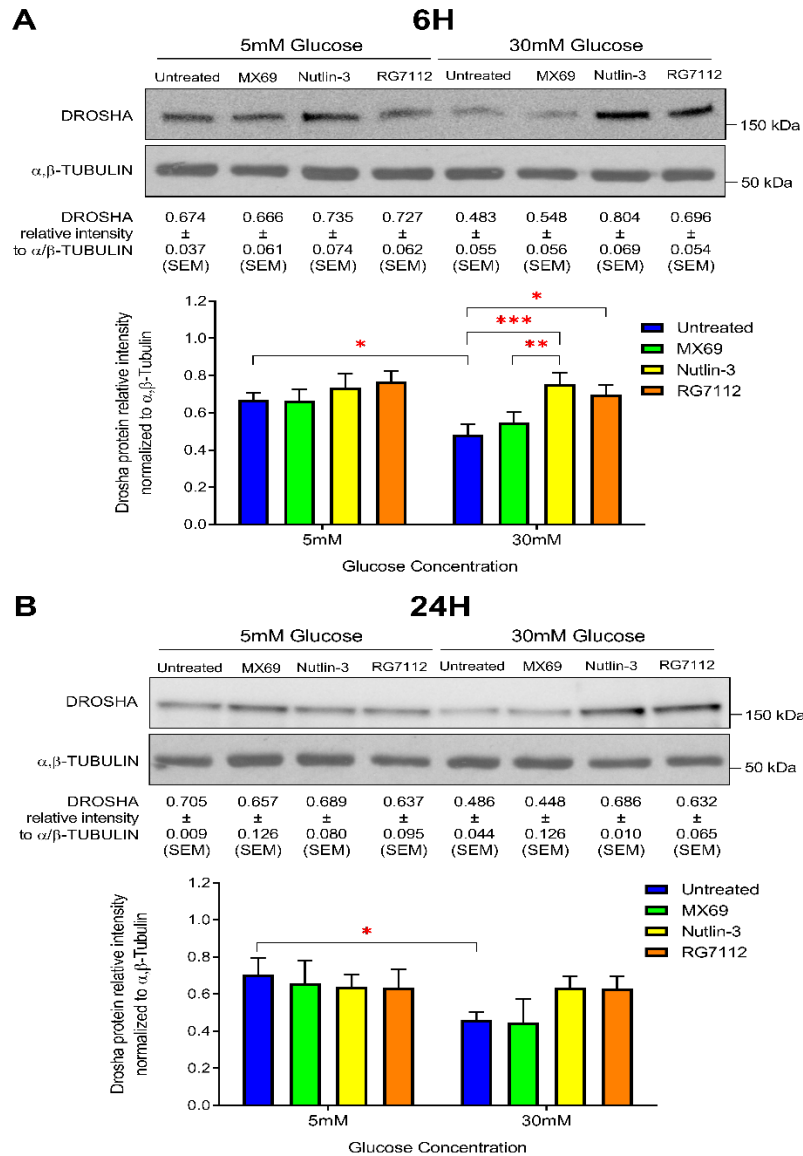 A
6H
5mM Glucose 30mM Glucose
Untreated MX69 Nutlin-3 RG7112 Untreated MX69 Nutlin-3 RG7112
DROSHA
150 kDa
α,β-TUBULIN
50 kDa
DROSHA 0.674 0.666 0.735 0.727 0.483 0.548 0.804 0.696
relative intensity ± ± ± ± ± ± ± ±
to α/β-TUBULIN 0.037 0.061 0.074 0.062 0.055 0.056 0.069 0.054
(SEM) (SEM) (SEM) (SEM) (SEM) (SEM) (SEM) (SEM)
Drosha protein relative intensity
normalized to α,β-Tubulin
1.2
1.0
0.8
0.6
0.4
0.2
0.0
*
*
***
**
Untreated
MX69
Nutlin-3
RG7112
5mM 30mM
Glucose Concentration
B
24H
5mM Glucose 30mM Glucose
Untreated MX69 Nutlin-3 RG7112 Untreated MX69 Nutlin-3 RG7112
DROSHA
150 kDa
α,β-TUBULIN
50 kDa
DROSHA 0.705 0.657 0.689 0.637 0.486 0.448 0.686 0.632
relative intensity ± ± ± ± ± ± ± ±
to α/β-TUBULIN 0.009 0.126 0.080 0.095 0.044 0.126 0.010 0.065
(SEM) (SEM) (SEM) (SEM) (SEM) (SEM) (SEM) (SEM)
Drosha protein relative intensity
normalized to α,β-Tubulin
1.2
1.0
0.8
0.6
0.4
0.2
0.0
*
Untreated
MX69
Nutlin-3
RG7112
5mM 30mM
Glucose Concentration